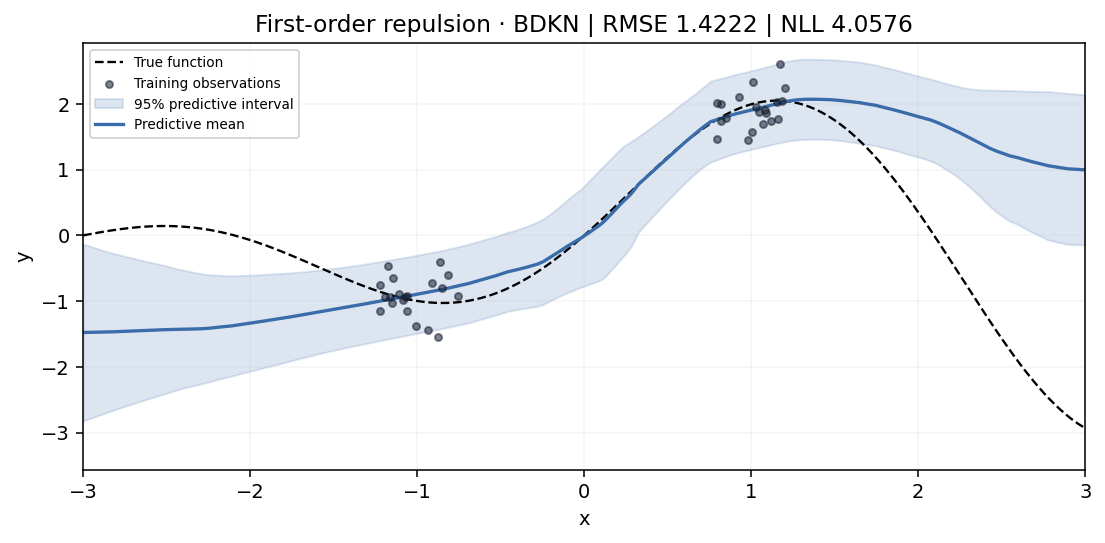 First-order repulsion · BDKN | RMSE 1.4222 | NLL 4.0576
True function
Training observations
95% predictive interval
Predictive mean
y
2
1
0
−1
−2
−3
−3
−2
−1
0
1
2
3
x